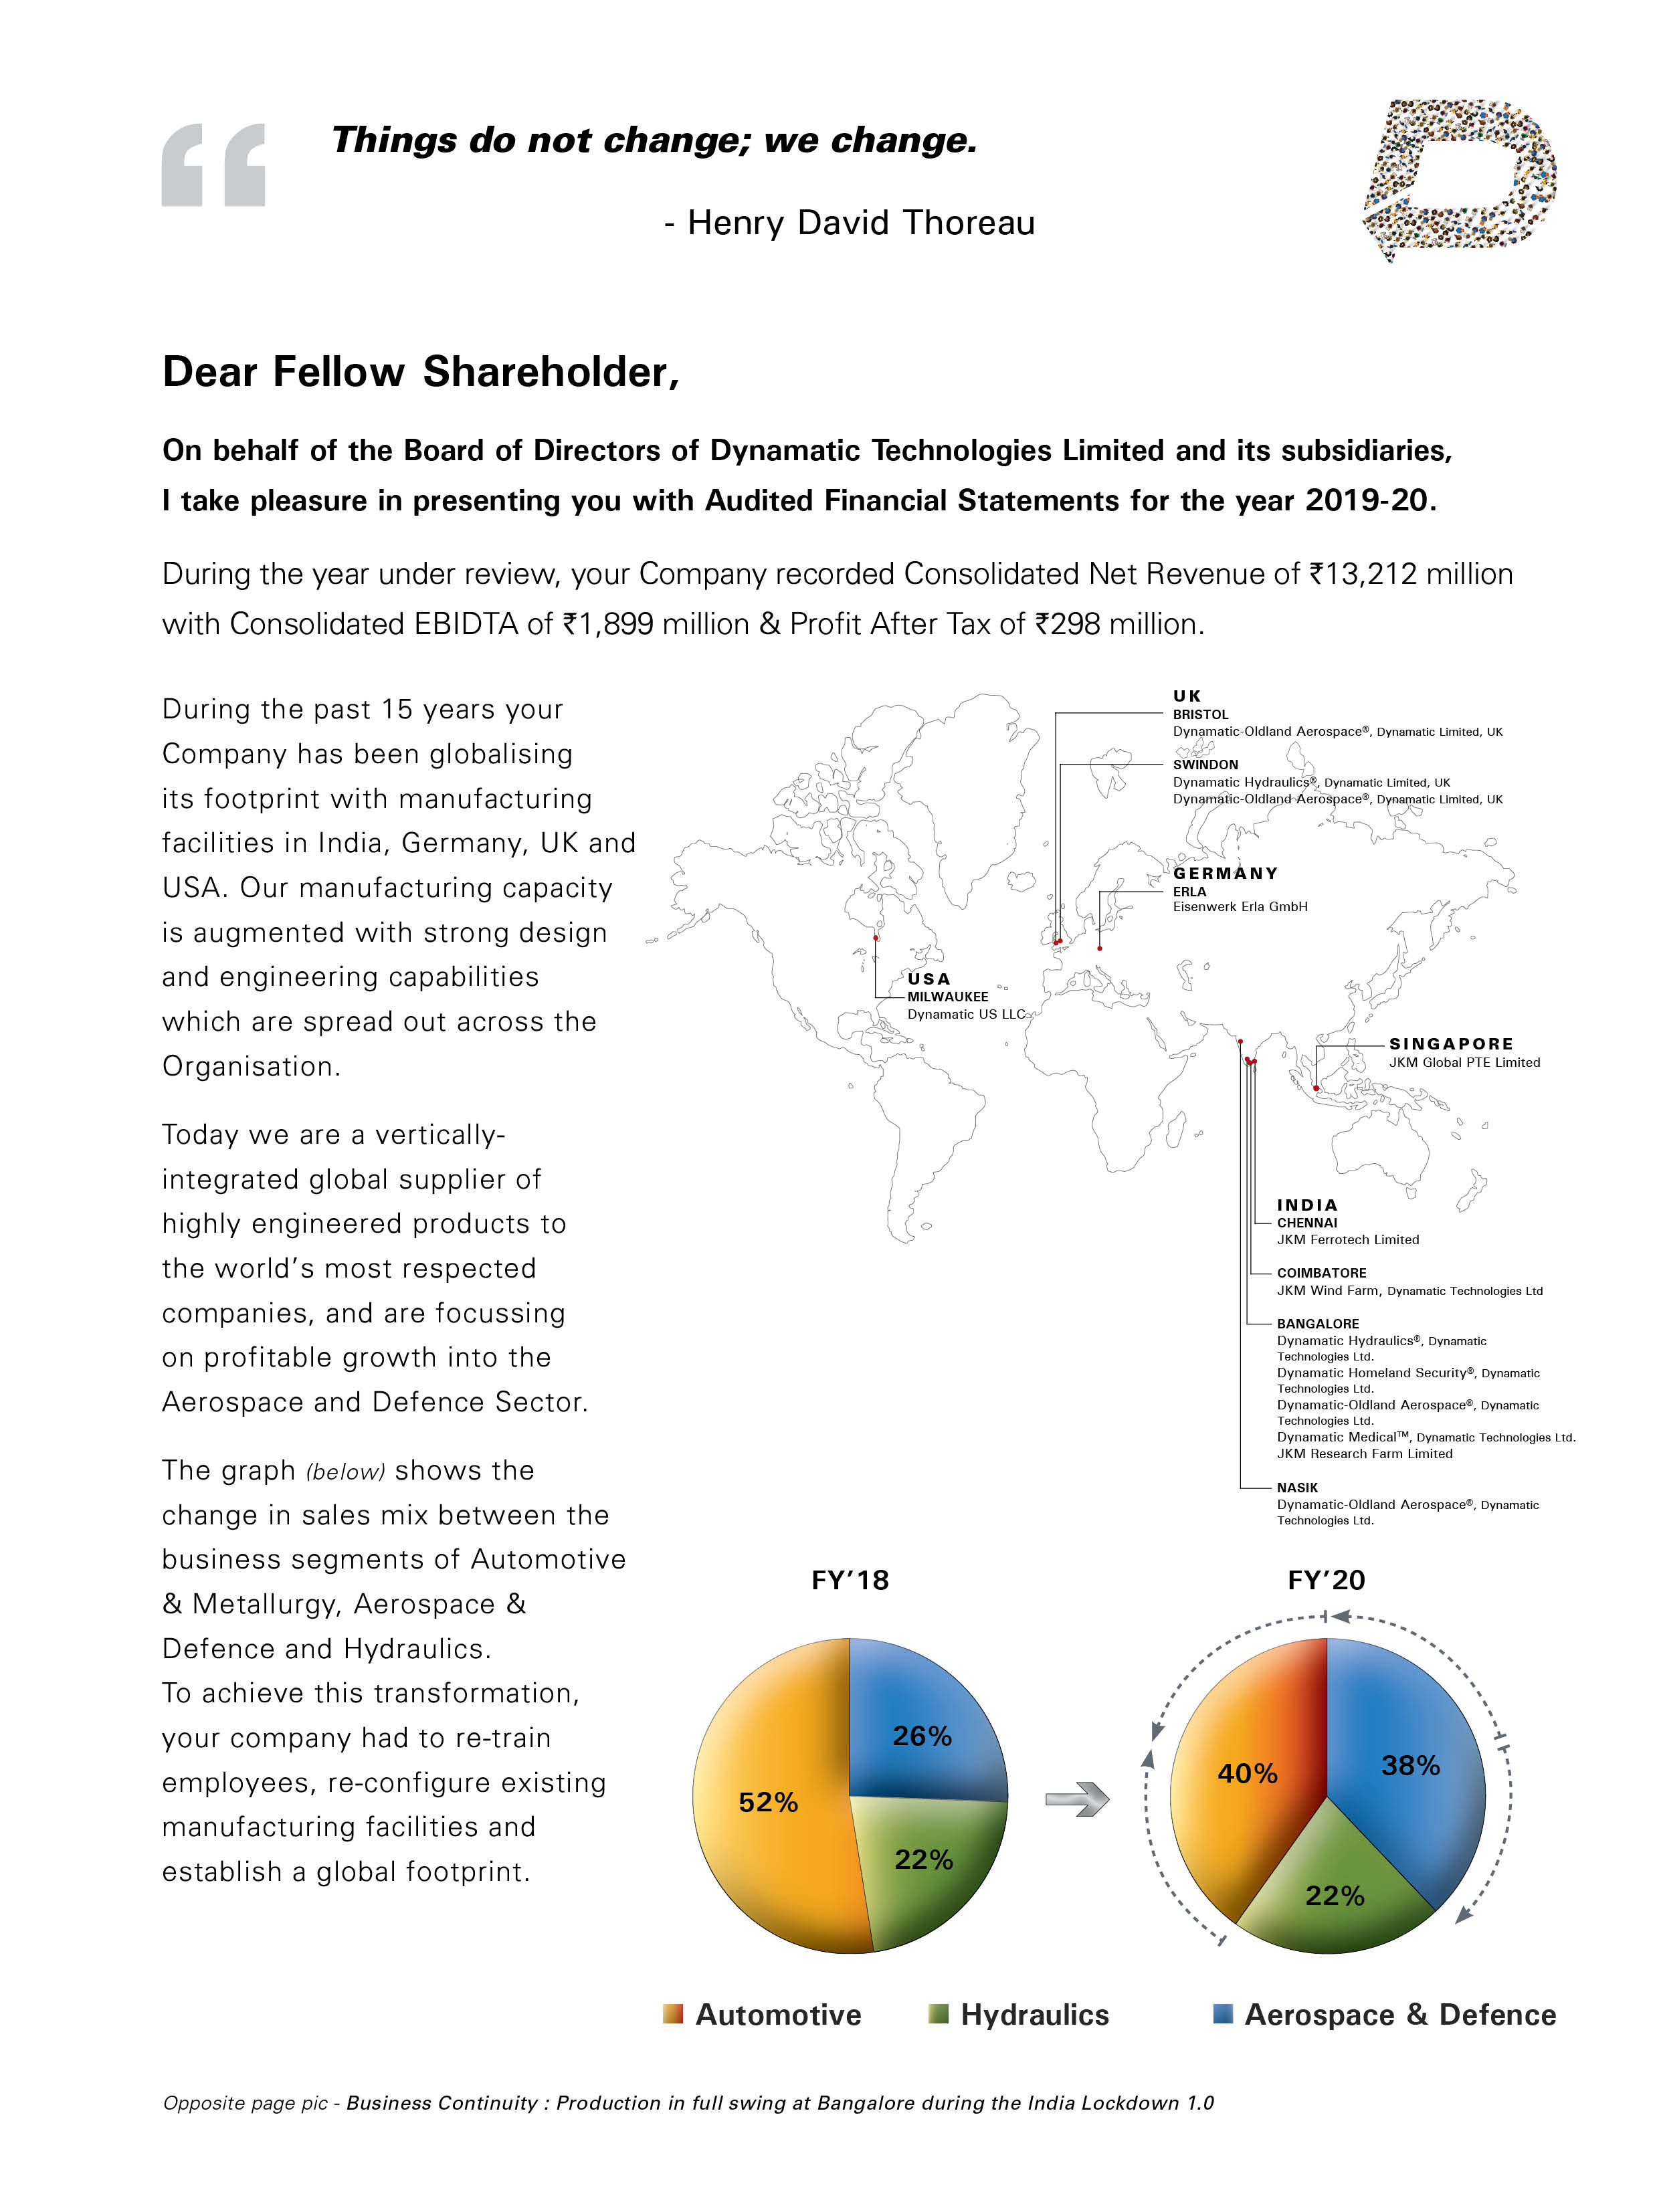 Things do not change; we change.
- Henry David Thoreau
Dear Fellow Shareholder,
On behalf of the Board of Directors of Dynamatic Technologies Limited and its subsidiaries,
I take pleasure in presenting you with Audited Financial Statements for the year 2019-20.
During the year under review, your Company recorded Consolidated Net Revenue of ₹13,212 million
with Consolidated EBIDTA of ₹1,899 million & Profit After Tax of ₹298 million.
During the past 15 years your
Company has been globalising
its footprint with manufacturing
facilities in India, Germany, UK and
USA. Our manufacturing capacity
is augmented with strong design
and engineering capabilities
which are spread out across the
Organisation.
Today we are a vertically-
integrated global supplier of
highly engineered products to
the world's most respected
companies, and are focussing
on profitable growth into the
Aerospace and Defence Sector.
The graph (below) shows the
change in sales mix between the
business segments of Automotive
& Metallurgy, Aerospace &
Defence and Hydraulics.
To achieve this transformation,
your company had to re-train
employees, re-configure existing
manufacturing facilities and
establish a global footprint.
UK
BRISTOL
Dynamatic-Oldland Aerospace®, Dynamatic Limited, UK
SWINDON
Dynamatic Hydraulics®, Dynamatic Limited, UK
Dynamatic-Oldland Aerospace®, Dynamatic Limited, UK
GERMANY
ERLA
Eisenwerk Erla GmbH
USA
MILWAUKEE
Dynamatic US LLC
SINGAPORE
JKM Global PTE Limited
INDIA
CHENNAI
JKM Ferrotech Limited
COIMBATORE
JKM Wind Farm, Dynamatic Technologies Ltd
BANGALORE
Dynamatic Hydraulics®, Dynamatic
Technologies Ltd.
Dynamatic Homeland Security®, Dynamatic
Technologies Ltd.
Dynamatic-Oldland Aerospace®, Dynamatic
Technologies Ltd.
Dynamatic Medical™, Dynamatic Technologies Ltd.
JKM Research Farm Limited
NASIK
Dynamatic-Oldland Aerospace®, Dynamatic
Technologies Ltd.
FY'18
26%
52%
22%
FY'20
40%
38%
22%
Automotive
Hydraulics
Aerospace & Defence
Opposite page pic - Business Continuity : Production in full swing at Bangalore during the India Lockdown 1.0